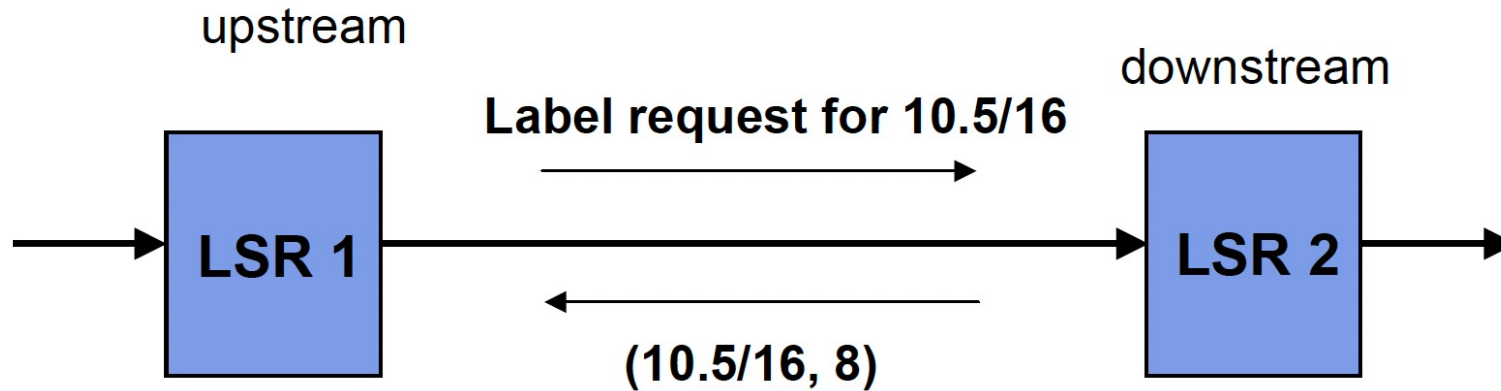 upstream
downstream
Label request for 10.5/16
LSR 1
LSR 2
(10.5/16, 8)